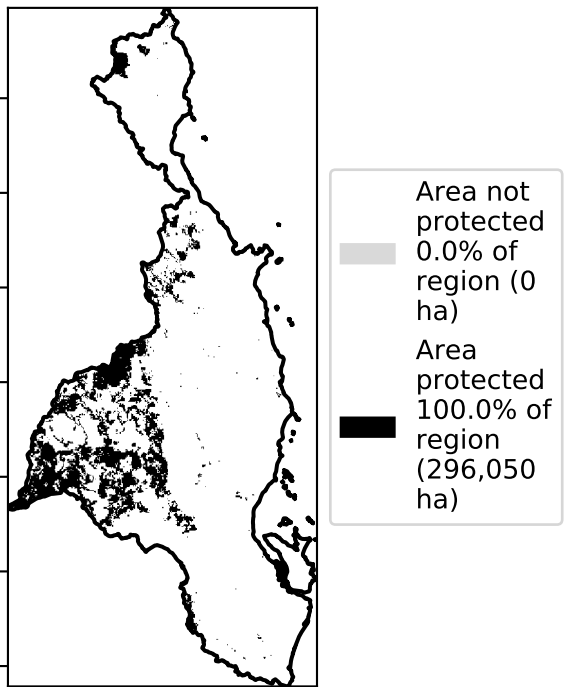 Area not
protected
0.0% of
region (0
ha)
Area
protected
100.0% of
region
(296,050
ha)